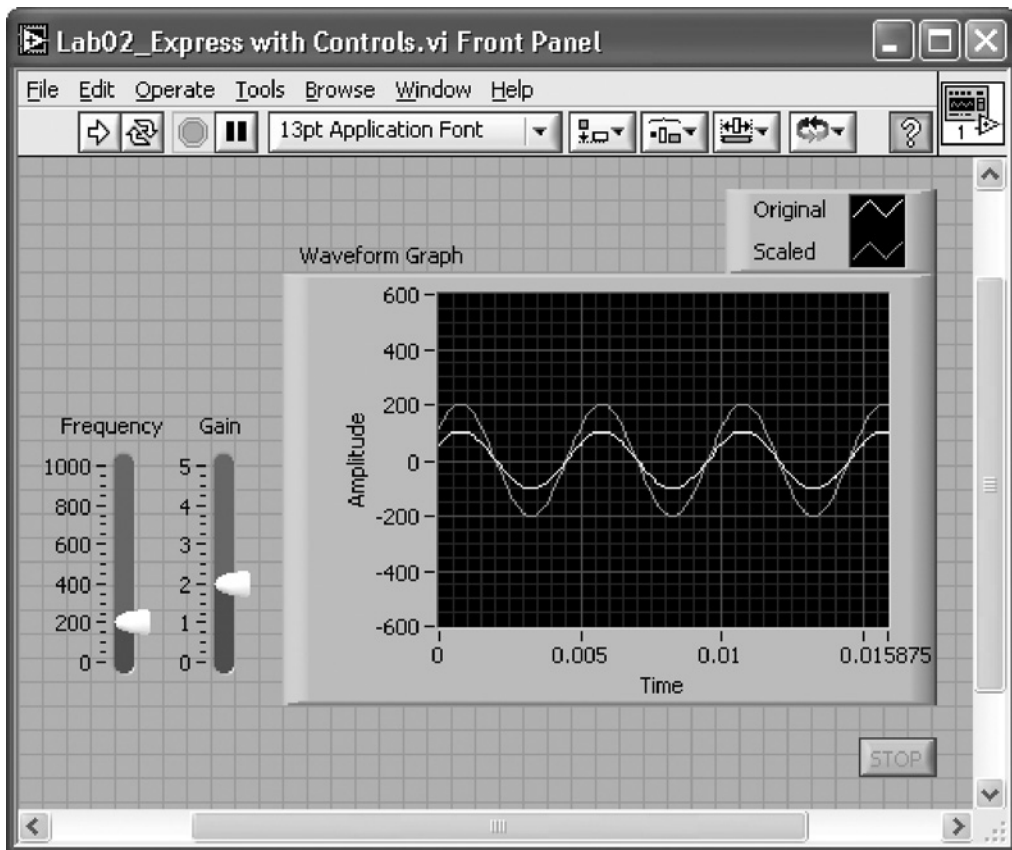 Lab02_Express with Controls.vi Front Panel
File Edit Operate Tools Browse Window Help
13pt Application Font
?
1
Original
Scaled
Waveform Graph
600
400
200
0
-200
-400
-600
Amplitude
0 0.005 0.01 0.015875
Time
Frequency
1000
800
600
400
200
0
Gain
5
4
3
2
1
0
STOP